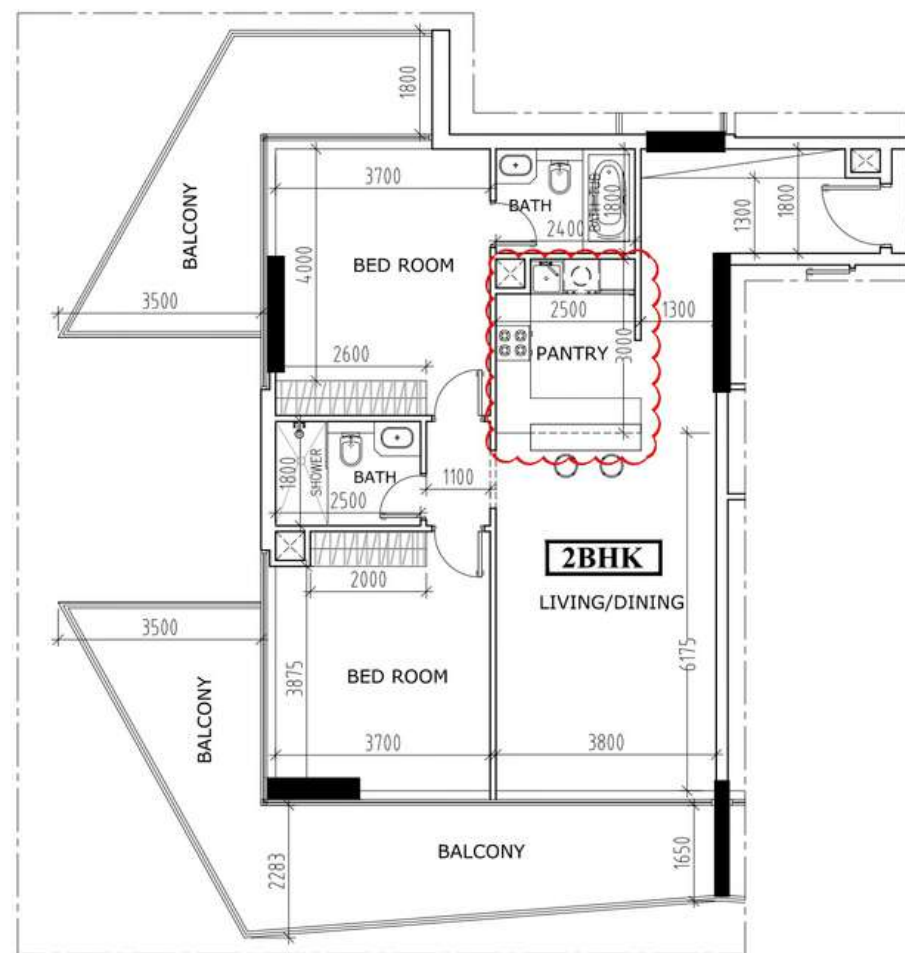 1800
BALCONY
3700
BATH
BATH TUB
1800
2400
1300
1800
4000
BED ROOM
3500
2500
1300
2600
PANTRY
3000
1800
SHOWER
BATH
2500
1100
2BHK
2000
LIVING/DINING
3500
3875
BED ROOM
6175
BALCONY
3700
3800
2283
BALCONY
1650